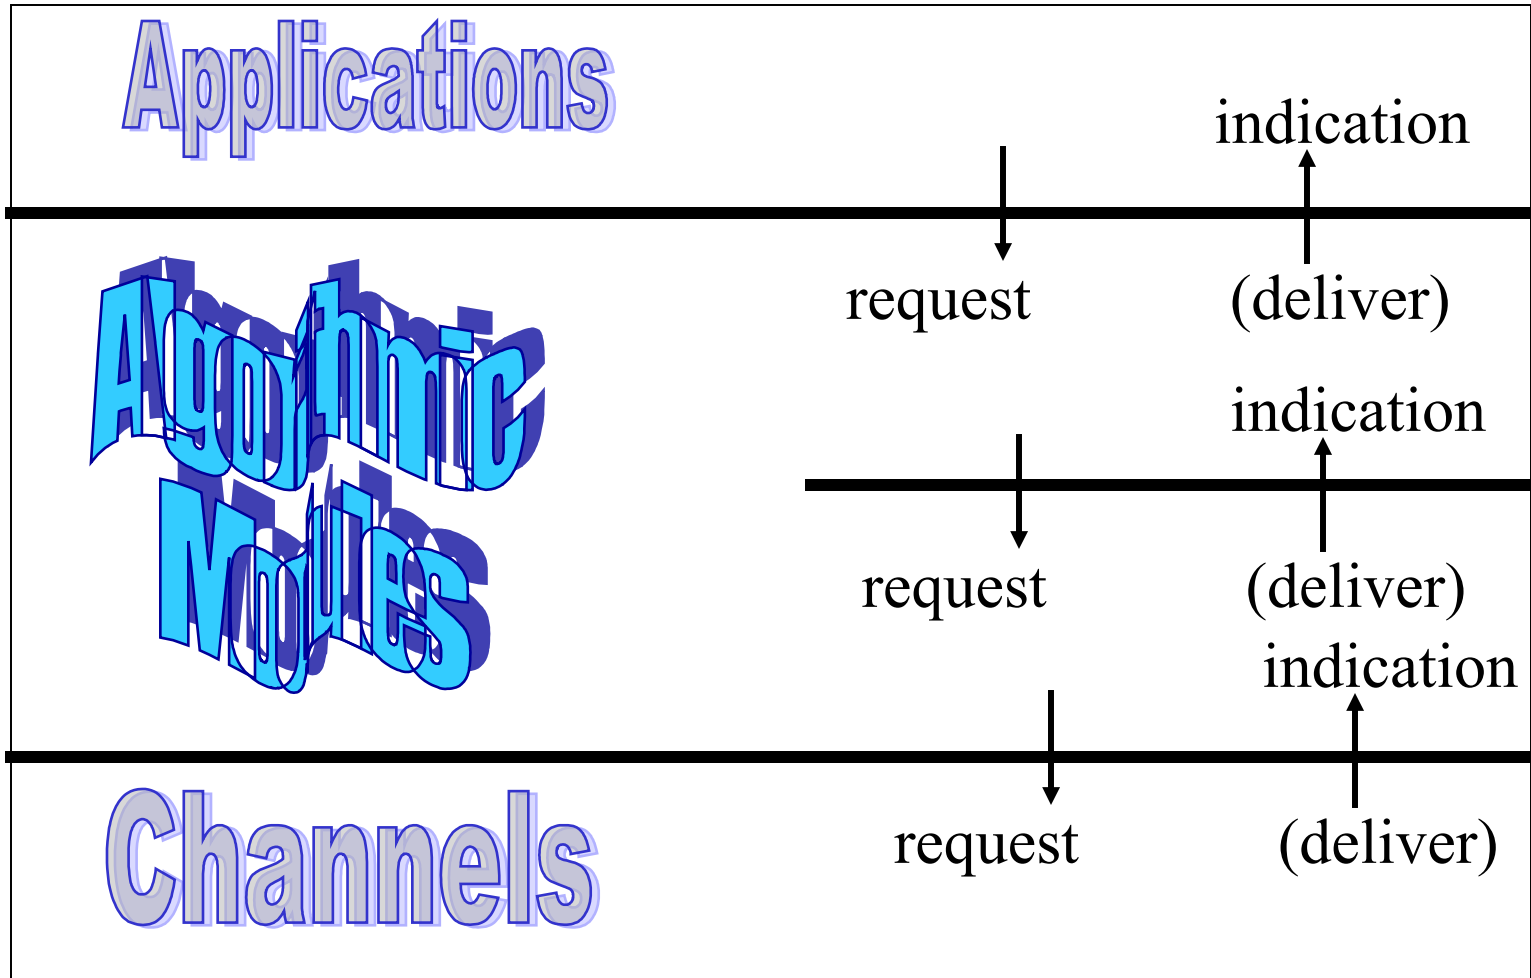 Applications
indication
request (deliver)
Algorithmic
indication
Modules
request (deliver)
indication
Channels
request (deliver)